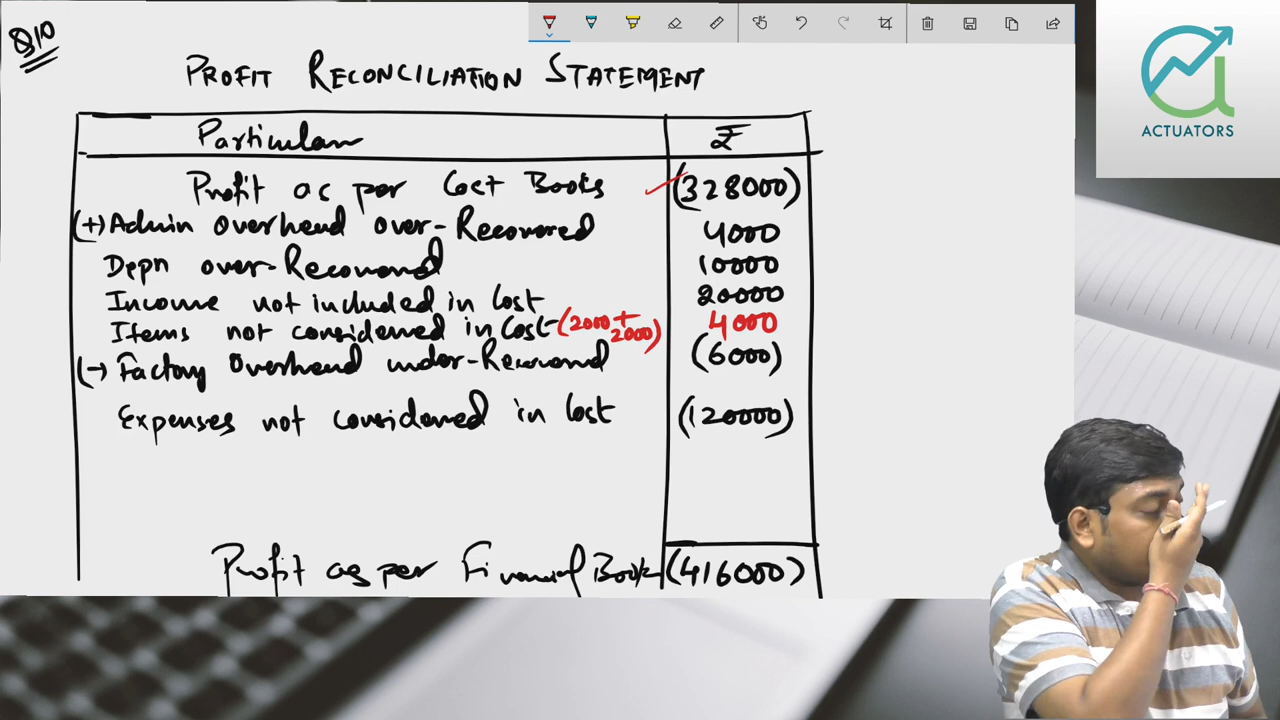 Q10
PROFIT RECONCILIATION STATEMENT
Particulars ₹
Profit as per Cost Books (328000)
(+) Admin Overhead over-Recovered 4000
Depn over-Recovered 10000
Income not included in Cost 20000
Items not considered in Cost (2000+2000) 4000
(-) Factory Overhead under-Recovered (6000)
Expenses not considered in Cost (120000)
Profit as per Financial Books (416000)
ACTUATORS